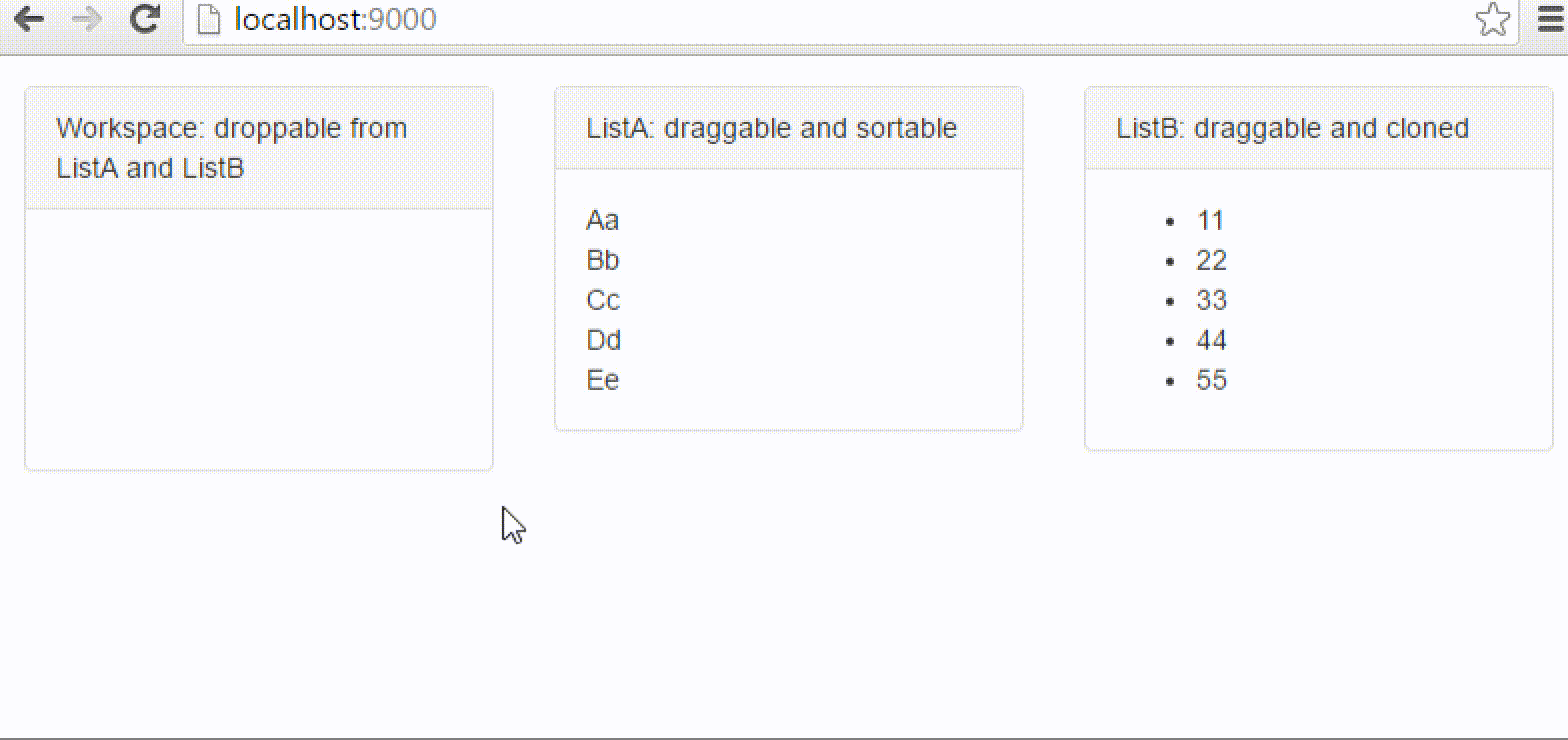 localhost:9000
Workspace: droppable from
ListA and ListB
ListA: draggable and sortable
Aa
Bb
Cc
Dd
Ee
ListB: draggable and cloned
• 11
• 22
• 33
• 44
• 55